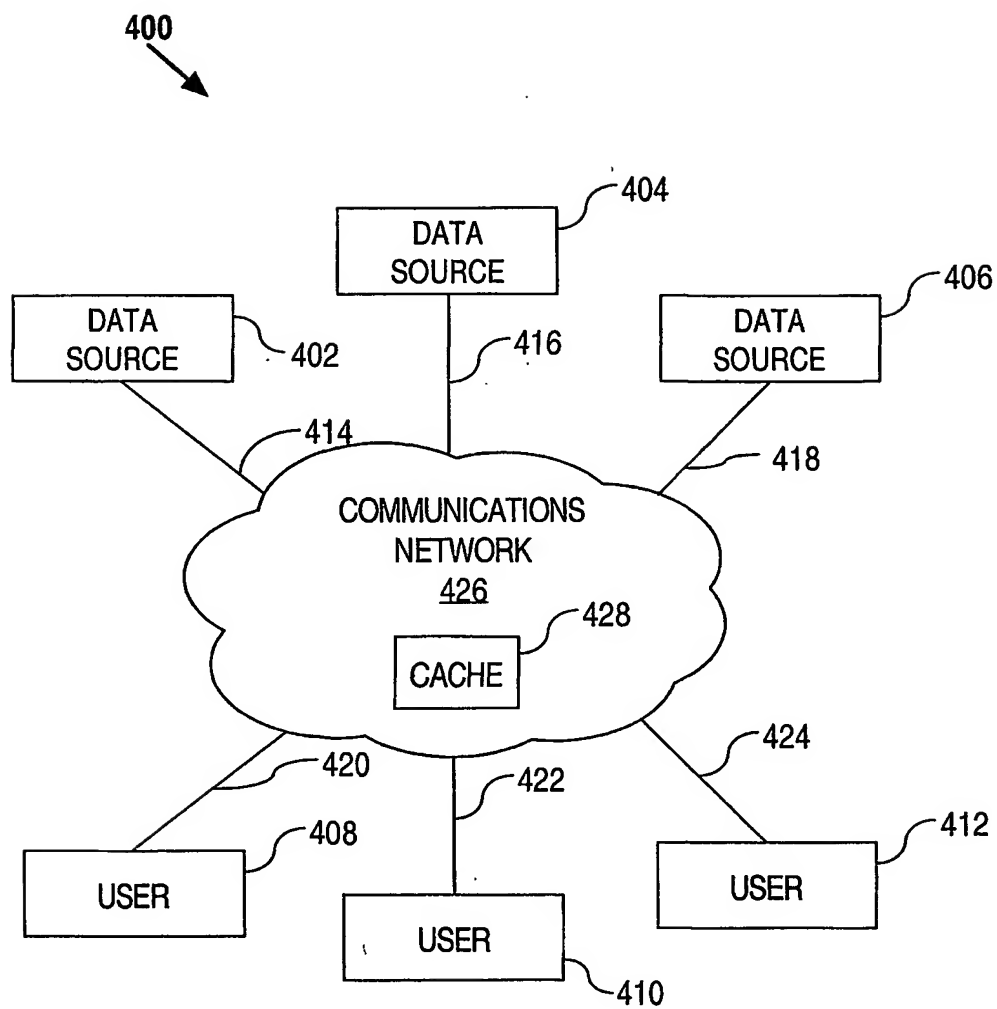 400
404
DATA
SOURCE
406
DATA
SOURCE
402
DATA
SOURCE
416
414
418
COMMUNICATIONS
NETWORK
426
428
CACHE
424
420
422
408
412
USER
USER
USER
410